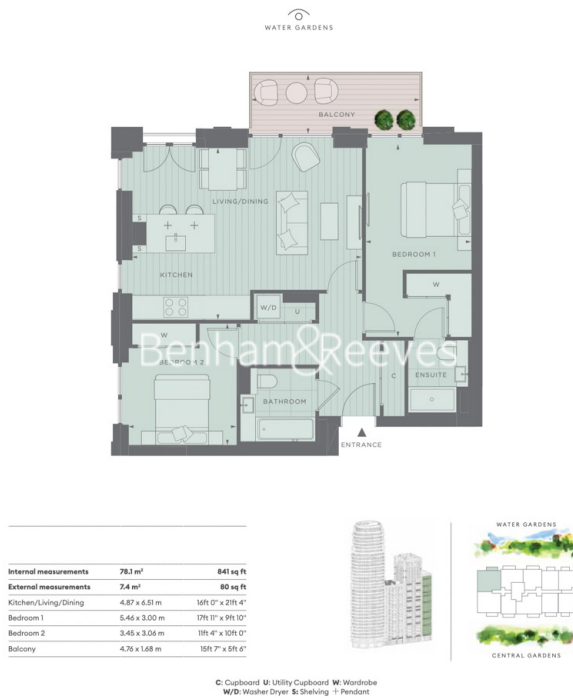 WATER GARDENS
BALCONY
LIVING/DINING
S
S
BEDROOM 1
KITCHEN
W
W/D
U
W
Benham&Reeves
BEDROOM 2
C
ENSUITE
BATHROOM
ENTRANCE
Internal measurements 78.1 m² 841 sq ft
External measurements 7.4 m² 80 sq ft
Kitchen/Living/Dining 4.87 x 6.51 m 16ft 0" x 21ft 4"
Bedroom 1 5.46 x 3.00 m 17ft 11" x 9ft 10"
Bedroom 2 3.45 x 3.06 m 11ft 4" x 10ft 0"
Balcony 4.76 x 1.68 m 15ft 7" x 5ft 6"
WATER GARDENS
CENTRAL GARDENS
C: Cupboard U: Utility Cupboard W: Wardrobe
W/D: Washer Dryer S: Shelving + Pendant